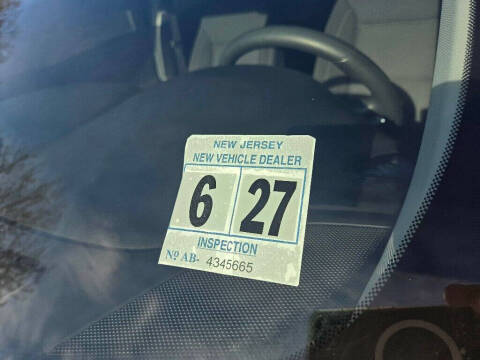 NEW JERSEY
NEW VEHICLE DEALER
6 27
INSPECTION
Nº AB- 4345665